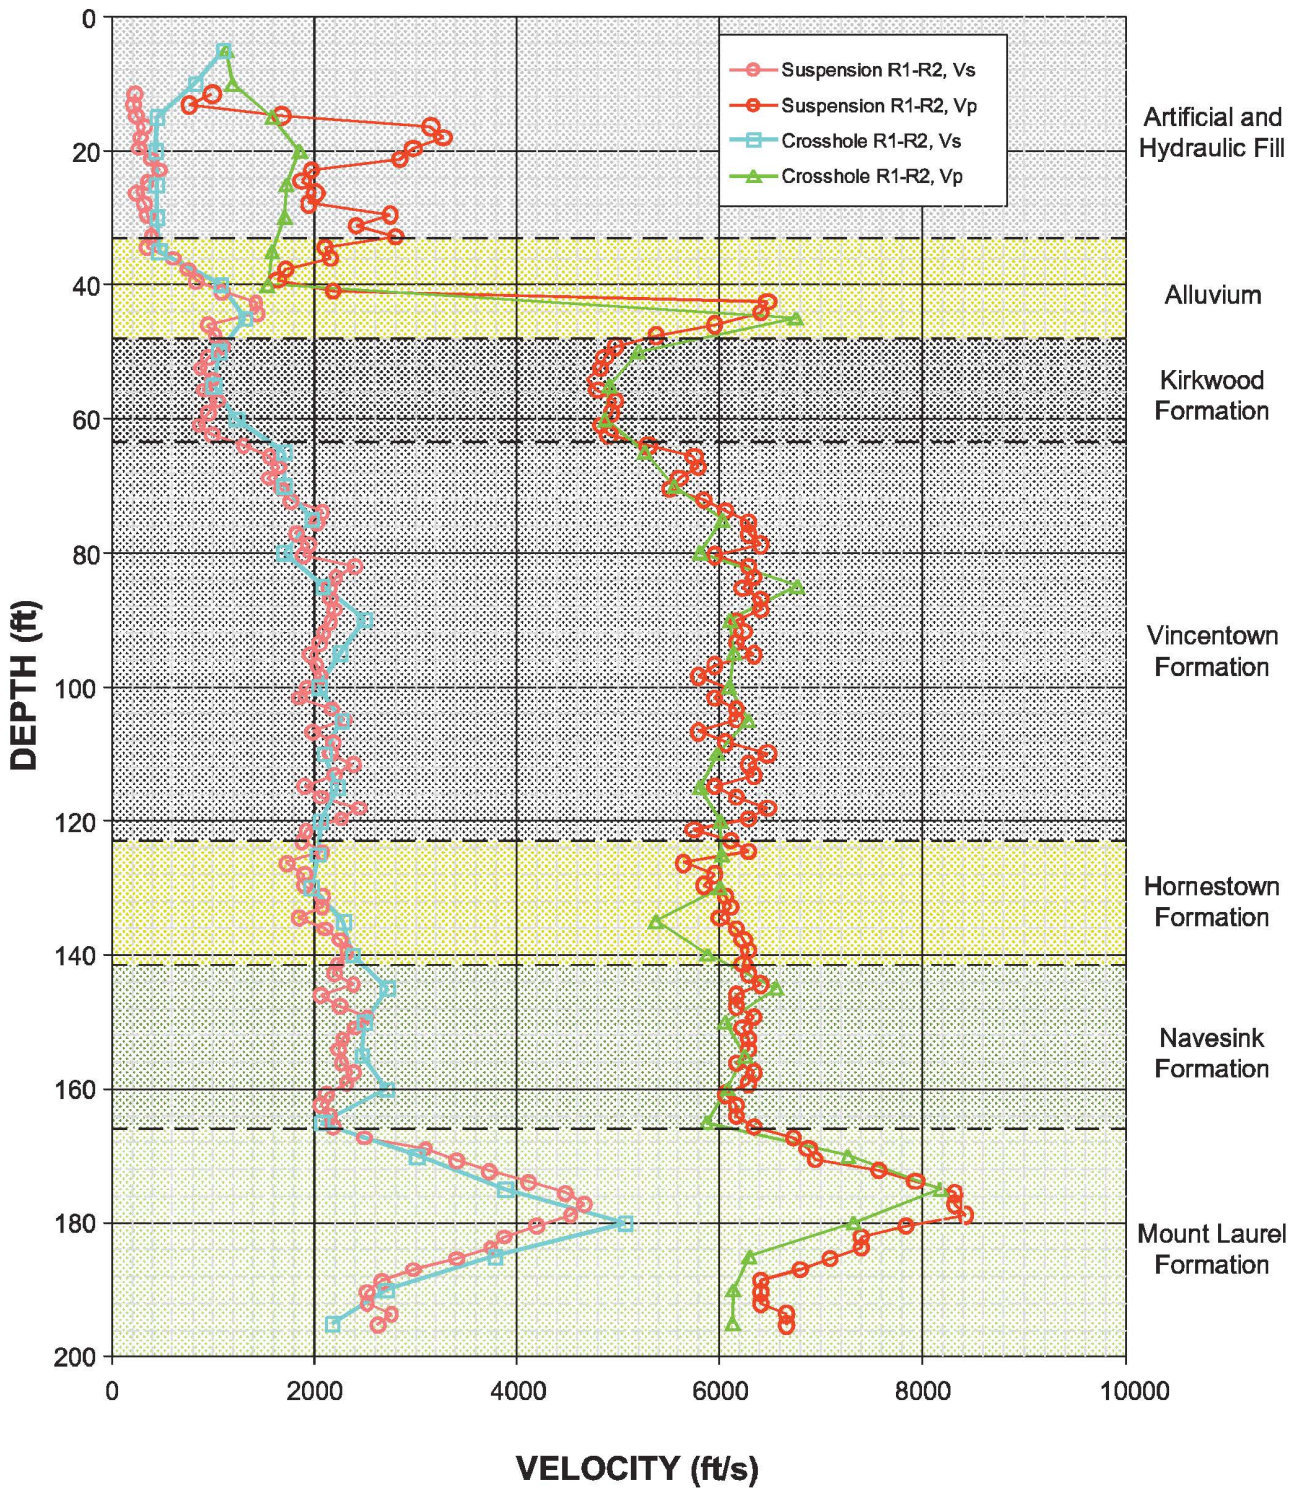 0
20
40
60
80
100
120
140
160
180
200
DEPTH (ft)
Suspension R1-R2, Vs
Suspension R1-R2, Vp
Crosshole R1-R2, Vs
Crosshole R1-R2, Vp
Artificial and
Hydraulic Fill
Alluvium
Kirkwood
Formation
Vincentown
Formation
Hornestown
Formation
Navesink
Formation
Mount Laurel
Formation
0
2000
4000
6000
8000
10000
VELOCITY (ft/s)